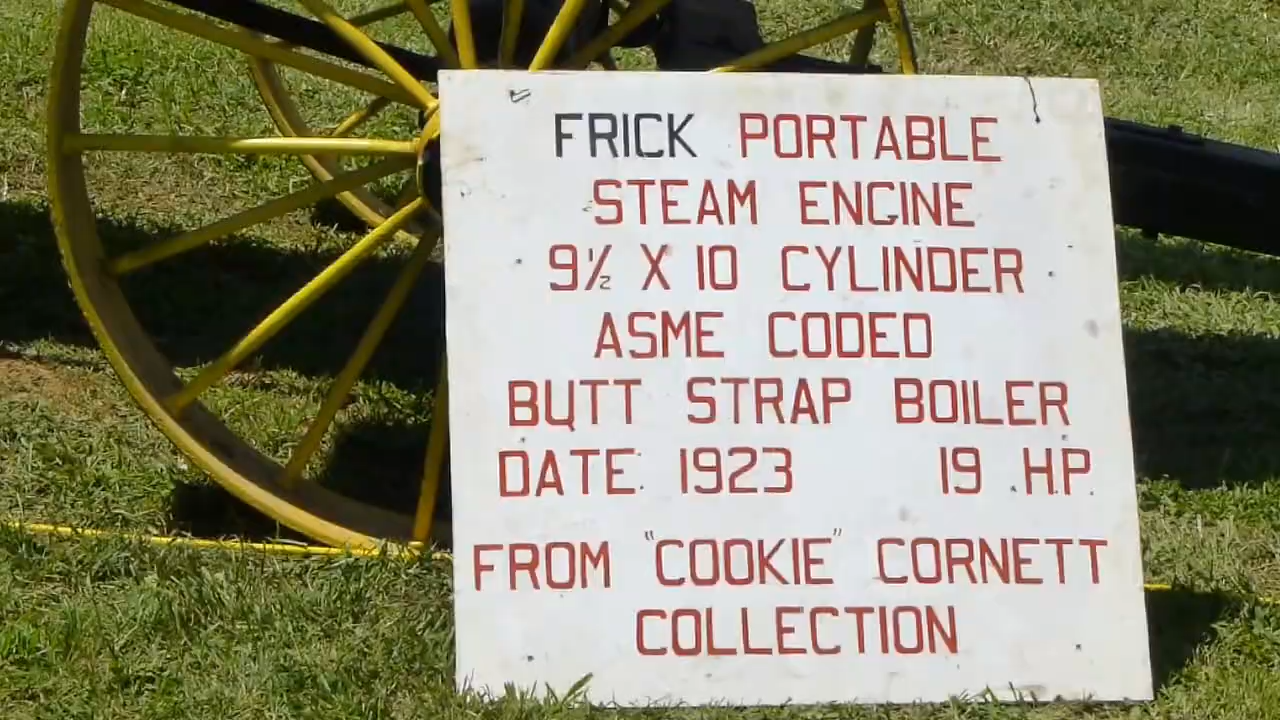 FRICK PORTABLE
STEAM ENGINE
9½ X 10 CYLINDER
ASME CODED
BUTT STRAP BOILER
DATE 1923 19 H.P.
FROM "COOKIE" CORNETT
COLLECTION